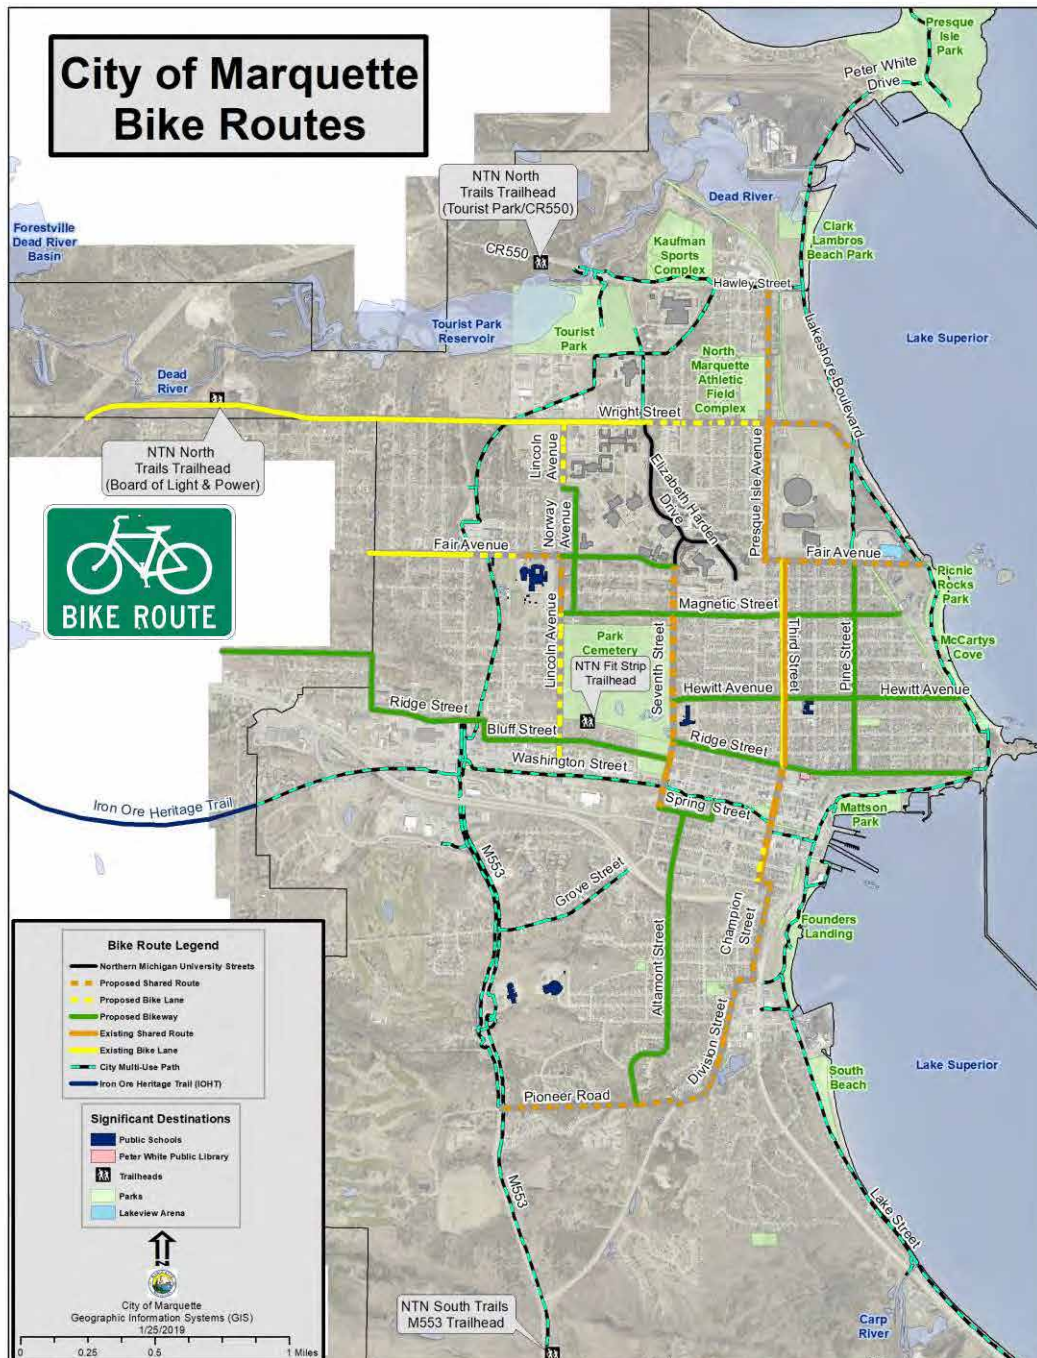 City of Marquette
Bike Routes
Presque
Isle
Park
Peter White
Drive
NTN North
Trails Trailhead
(Tourist Park/CR550)
Dead River
Forestville
Dead River
Basin
CR550
Kaufman
Sports
Complex
Clark
Lambros
Beach Park
Hawley Street
Tourist Park
Reservoir
Tourist
Park
North
Marquette
Athletic
Field
Complex
Lakeshore Boulevard
Lake Superior
Dead
River
Wright Street
NTN North
Trails Trailhead
(Board of Light & Power)
Lincoln
Avenue
Elizabeth Harden
Drive
Presque Isle Avenue
BIKE ROUTE
Norway
Avenue
Fair Avenue
Fair Avenue
Picnic
Rocks
Park
Magnetic Street
Lincoln Avenue
Park
Cemetery
NTN Fit Strip
Trailhead
Seventh Street
Third Street
Pine Street
McCartys
Cove
Hewitt Avenue
Hewitt Avenue
Ridge Street
Bluff Street
Ridge Street
Washington Street
Iron Ore Heritage Trail
Spring Street
Mattson
Park
M553
Grove Street
Altamont Street
Champion
Street
Founders
Landing
Division Street
Lake Superior
South
Beach
Pioneer Road
M553
Lake Street
Carp
River
NTN South Trails
M553 Trailhead
Bike Route Legend
Northern Michigan University Streets
Proposed Shared Route
Proposed Bike Lane
Proposed Bikeway
Existing Shared Route
Existing Bike Lane
City Multi-Use Path
Iron Ore Heritage Trail (IOHT)
Significant Destinations
Public Schools
Peter White Public Library
Trailheads
Parks
Lakeview Arena
N
City of Marquette
Geographic Information Systems (GIS)
1/25/2019
0 0.25 0.5 1 Miles